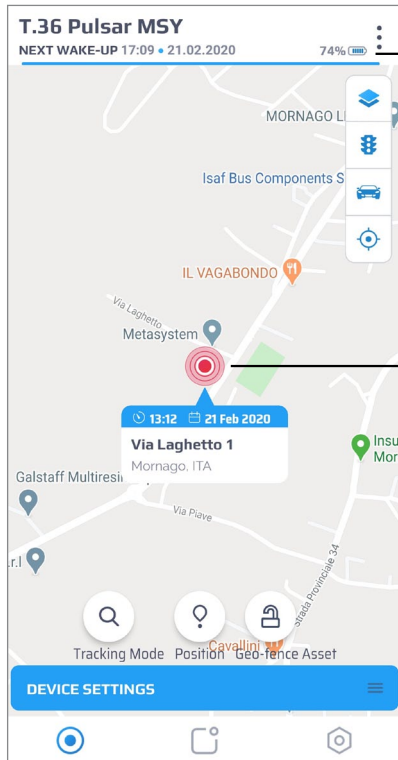 T.36 Pulsar MSY
NEXT WAKE-UP 17:09 • 21.02.2020
74%
MORNAGO L
Isaf Bus Components S
IL VAGABONDO
Via Laghetto
Metasystem
13:12 21 Feb 2020
Via Laghetto 1
Mornago, ITA
Insu
Mor
Galstaff Multiresi
Via Piave
r.l
Strada Provinciale 34
Cavallini
Tracking Mode Position Geo-fence Asset
DEVICE SETTINGS